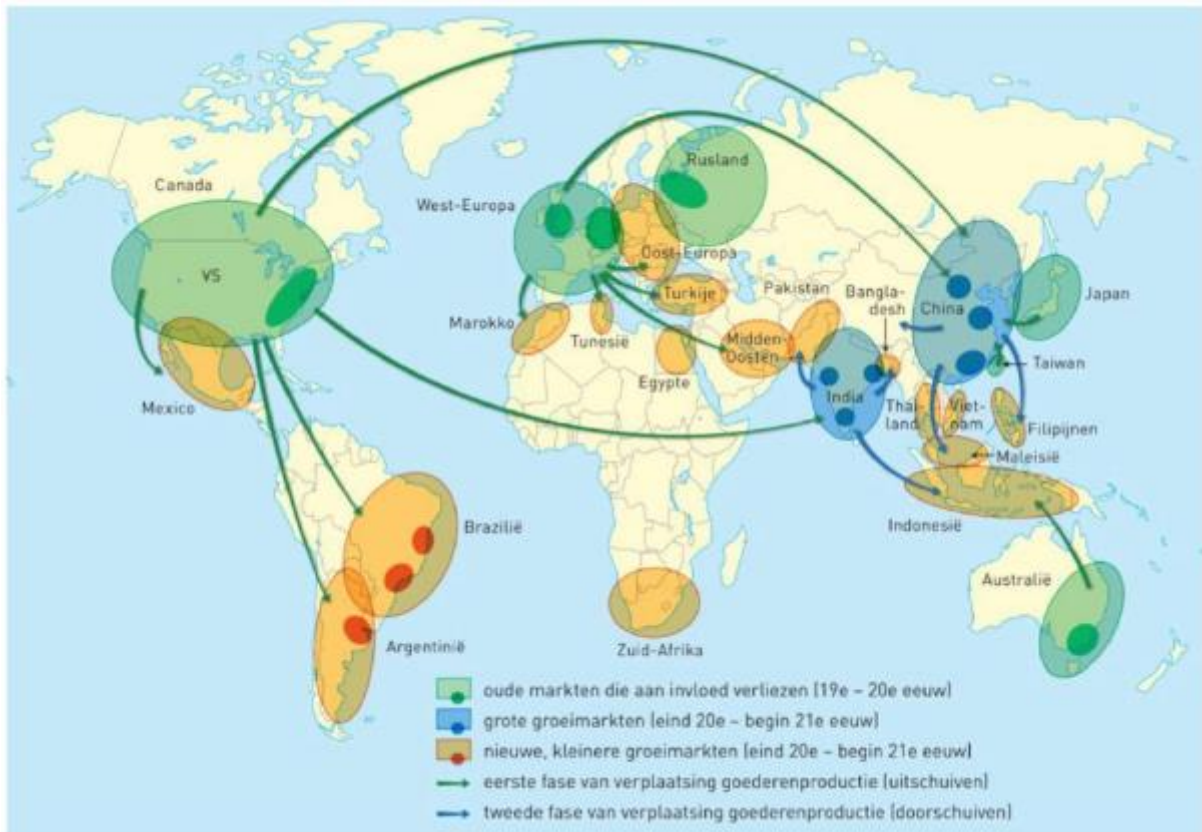 Canada
VS
Mexico
Brazilië
Argentinië
West-Europa
Rusland
Oost-Europa
Turkije
Marokko
Tunesië
Egypte
Midden-
Oosten
Pakistan
Bangla-
desh
China
India
Japan
Taiwan
Thai-
land
Viet-
nam
Filipijnen
Maleisië
Indonesië
Australië
Zuid-Afrika
oude markten die aan invloed verliezen (19e – 20e eeuw)
grote groeimarkten (eind 20e – begin 21e eeuw)
nieuwe, kleinere groeimarkten (eind 20e – begin 21e eeuw)
eerste fase van verplaatsing goederenproductie (uitschuiven)
tweede fase van verplaatsing goederenproductie (doorschuiven)